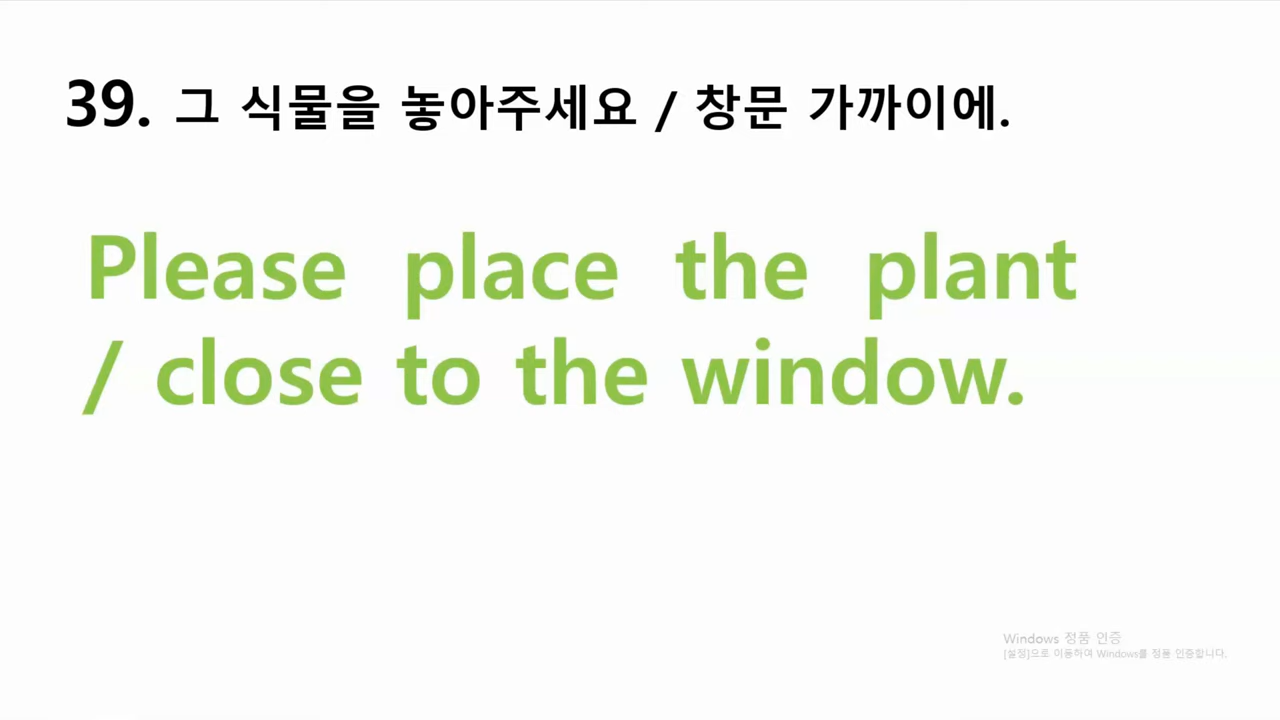 39. 그 식물을 놓아주세요 / 창문 가까이에.
Please place the plant
/ close to the window.
Windows 정품 인증
[설정]으로 이동하여 Windows를 정품 인증합니다.